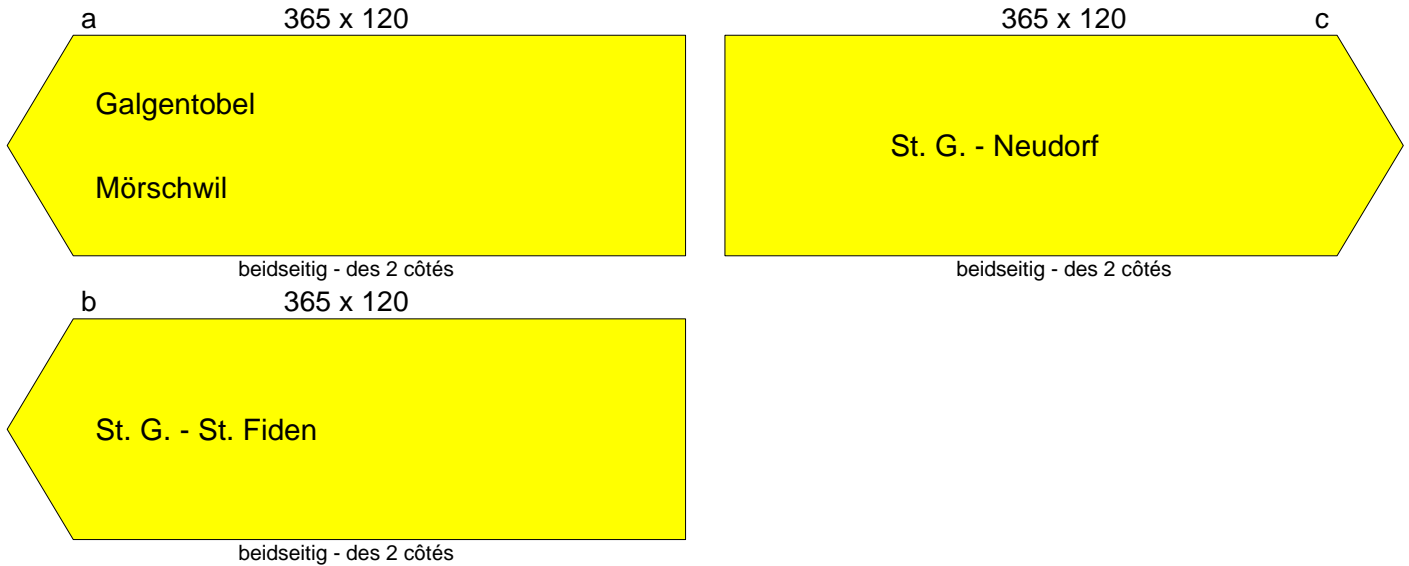 a 365 x 120
Galgentobel
Mörschwil
beidseitig - des 2 côtés
365 x 120 c
St. G. - Neudorf
beidseitig - des 2 côtés
b 365 x 120
St. G. - St. Fiden
beidseitig - des 2 côtés